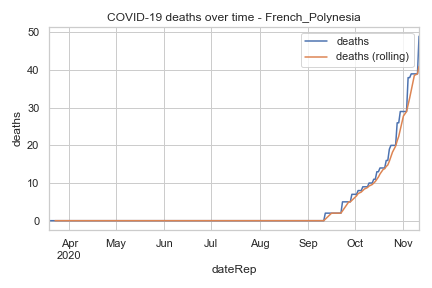 COVID-19 deaths over time - French_Polynesia
deaths
deaths (rolling)
50
40
30
20
10
0
deaths
Apr May Jun Jul Aug Sep Oct Nov
2020
dateRep